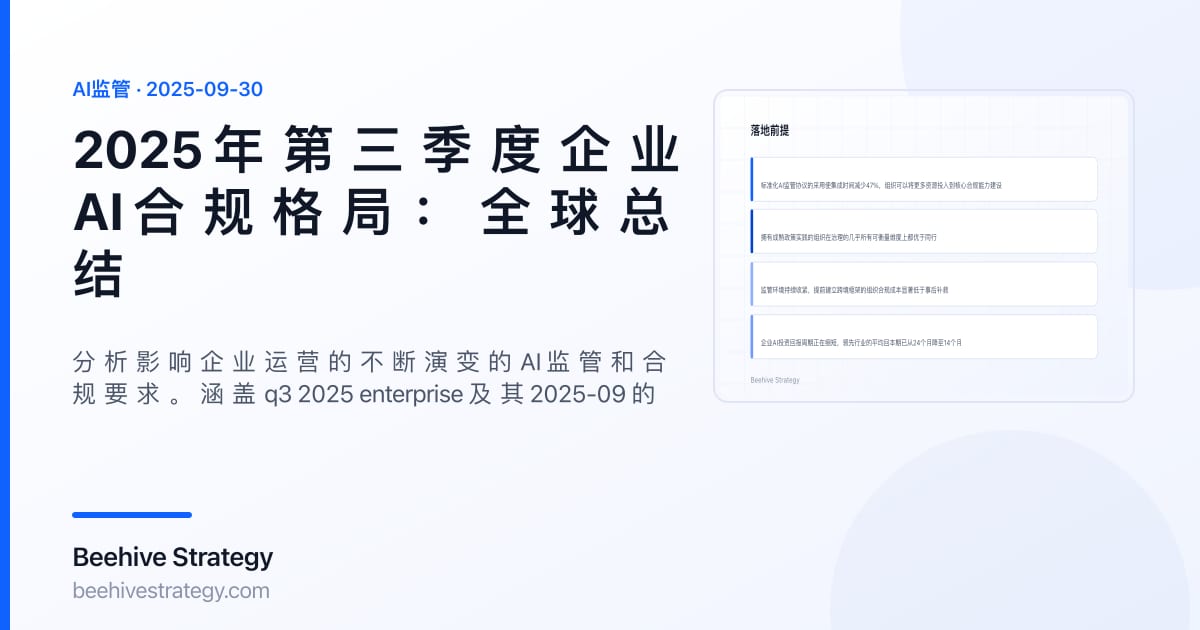 AI监管 · 2025-09-30
2025年第三季度企业
AI合规格局：全球总
结
分析影响企业运营的不断演变的AI监管和合
规要求。涵盖 q3 2025 enterprise 及其 2025-09 的
Beehive Strategy
beehivestrategy.com
落地前提
标准化AI监管协议的采用使集成时间减少47%，组织可以将更多资源投入到核心合规能力建设
拥有成熟政策实践的组织在治理的几乎所有可衡量维度上都优于同行
监管环境持续收紧，提前建立跨境框架的组织合规成本显著低于事后补救
企业AI投资回报周期正在缩短，领先行业的平均回本期已从24个月降至14个月
Beehive Strategy